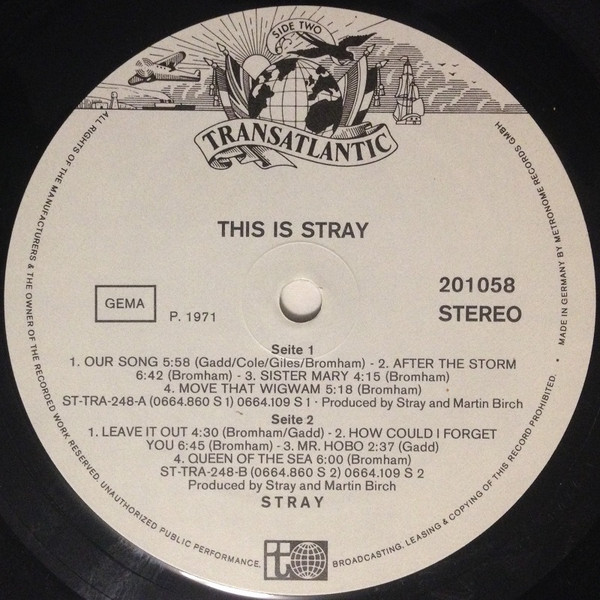 SIDE TWO
TRANSATLANTIC
THIS IS STRAY
GEMA
P. 1971
201058
STEREO
Seite 1
1. OUR SONG 5:58 (Gadd/Cole/Giles/Bromham) - 2. AFTER THE STORM
6:42 (Bromham) - 3. SISTER MARY 4:15 (Bromham)
4. MOVE THAT WIGWAM 5:18 (Bromham)
ST-TRA-248-A (0664.860 S 1) 0664.109 S 1 · Produced by Stray and Martin Birch
Seite 2
1. LEAVE IT OUT 4:30 (Bromham/Gadd) - 2. HOW COULD I FORGET
YOU 6:45 (Bromham) - 3. MR. HOBO 2:37 (Gadd)
4. QUEEN OF THE SEA 6:00 (Bromham)
ST-TRA-248-B (0664.860 S 2) 0664.109 S 2
Produced by Stray and Martin Birch
STRAY
ALL RIGHTS OF THE MANUFACTURERS & THE OWNER OF THE RECORDED WORK RESERVED. UNAUTHORIZED PUBLIC PERFORMANCE, BROADCASTING, LEASING & COPYING OF THIS RECORD PROHIBITED. • MADE IN GERMANY BY METRONOME RECORDS GMBH
it